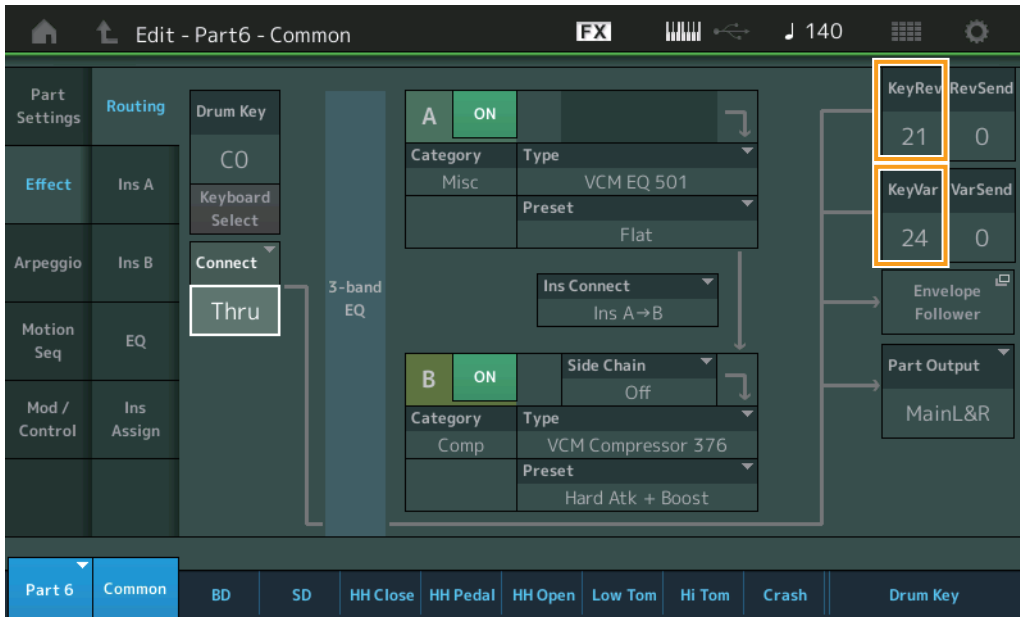 Edit - Part6 - Common
FX
♩ 140
Part
Settings
Effect
Arpeggio
Motion
Seq
Mod /
Control
Routing
Ins A
Ins B
EQ
Ins
Assign
Drum Key
C0
Keyboard
Select
Connect
Thru
3-band
EQ
A
ON
Category
Type
Misc
VCM EQ 501
Preset
Flat
Ins Connect
Ins A→B
B
ON
Side Chain
Off
Category
Type
Comp
VCM Compressor 376
Preset
Hard Atk + Boost
KeyRev
RevSend
21
0
KeyVar
VarSend
24
0
Envelope
Follower
Part Output
MainL&R
Part 6
Common
BD
SD
HH Close
HH Pedal
HH Open
Low Tom
Hi Tom
Crash
Drum Key